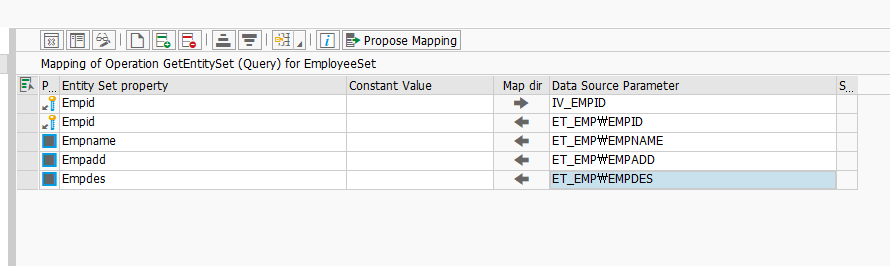 Propose Mapping
Mapping of Operation GetEntitySet (Query) for EmployeeSet
P... Entity Set property Constant Value Map dir Data Source Parameter S...
Empid IV_EMPID
Empid ET_EMP₩EMPID
Empname ET_EMP₩EMPNAME
Empadd ET_EMP₩EMPADD
Empdes ET_EMP₩EMPDES